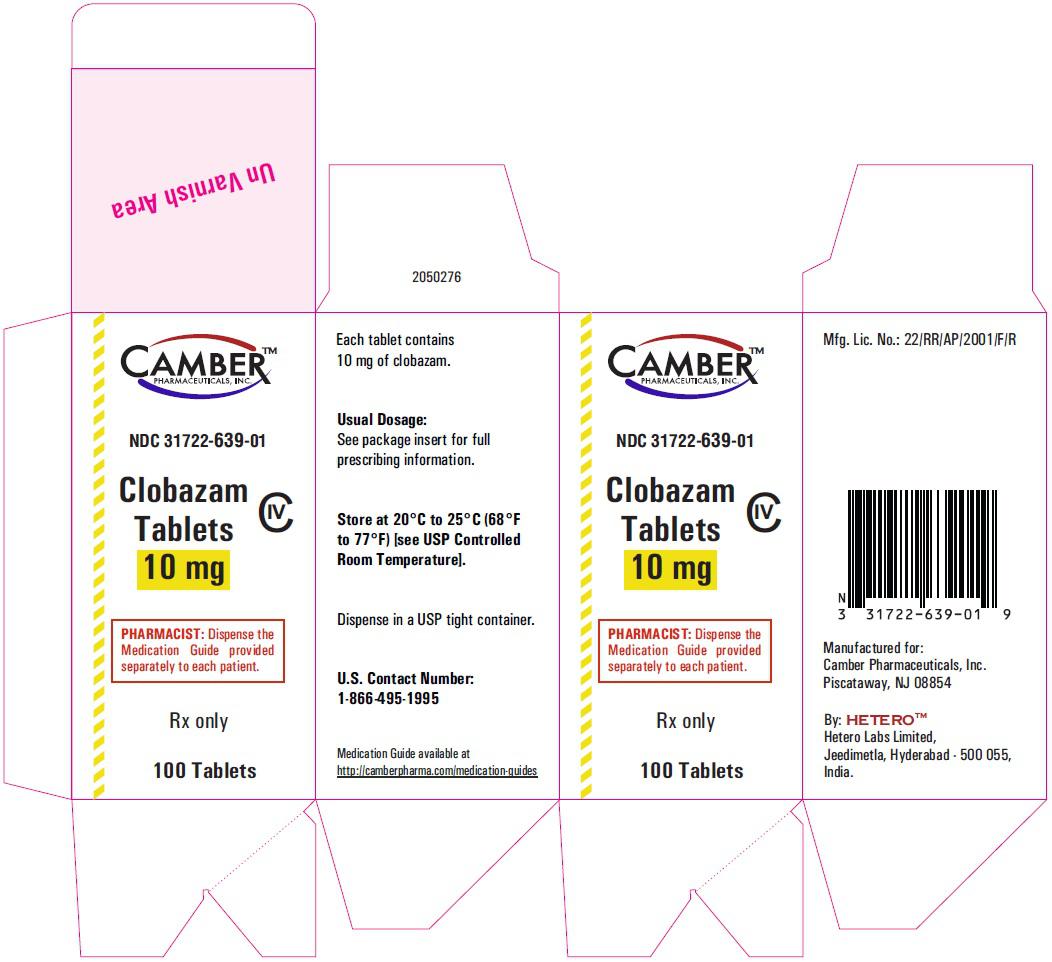 Un Varnish Area
2050276
CAMBER™
PHARMACEUTICALS, INC.
NDC 31722-639-01
Clobazam
Tablets
CIV
10 mg
PHARMACIST: Dispense the
Medication Guide provided
separately to each patient.
Rx only
100 Tablets
Each tablet contains
10 mg of clobazam.
Usual Dosage:
See package insert for full
prescribing information.
Store at 20°C to 25°C (68°F
to 77°F) [see USP Controlled
Room Temperature].
Dispense in a USP tight container.
U.S. Contact Number:
1-866-495-1995
Medication Guide available at
http://camberpharma.com/medication-guides
CAMBER™
PHARMACEUTICALS, INC.
NDC 31722-639-01
Clobazam
Tablets
CIV
10 mg
PHARMACIST: Dispense the
Medication Guide provided
separately to each patient.
Rx only
100 Tablets
Mfg. Lic. No.: 22/RR/AP/2001/F/R
N
3 31722-639-01 9
Manufactured for:
Camber Pharmaceuticals, Inc.
Piscataway, NJ 08854
By: HETERO™
Hetero Labs Limited,
Jeedimetla, Hyderabad - 500 055,
India.